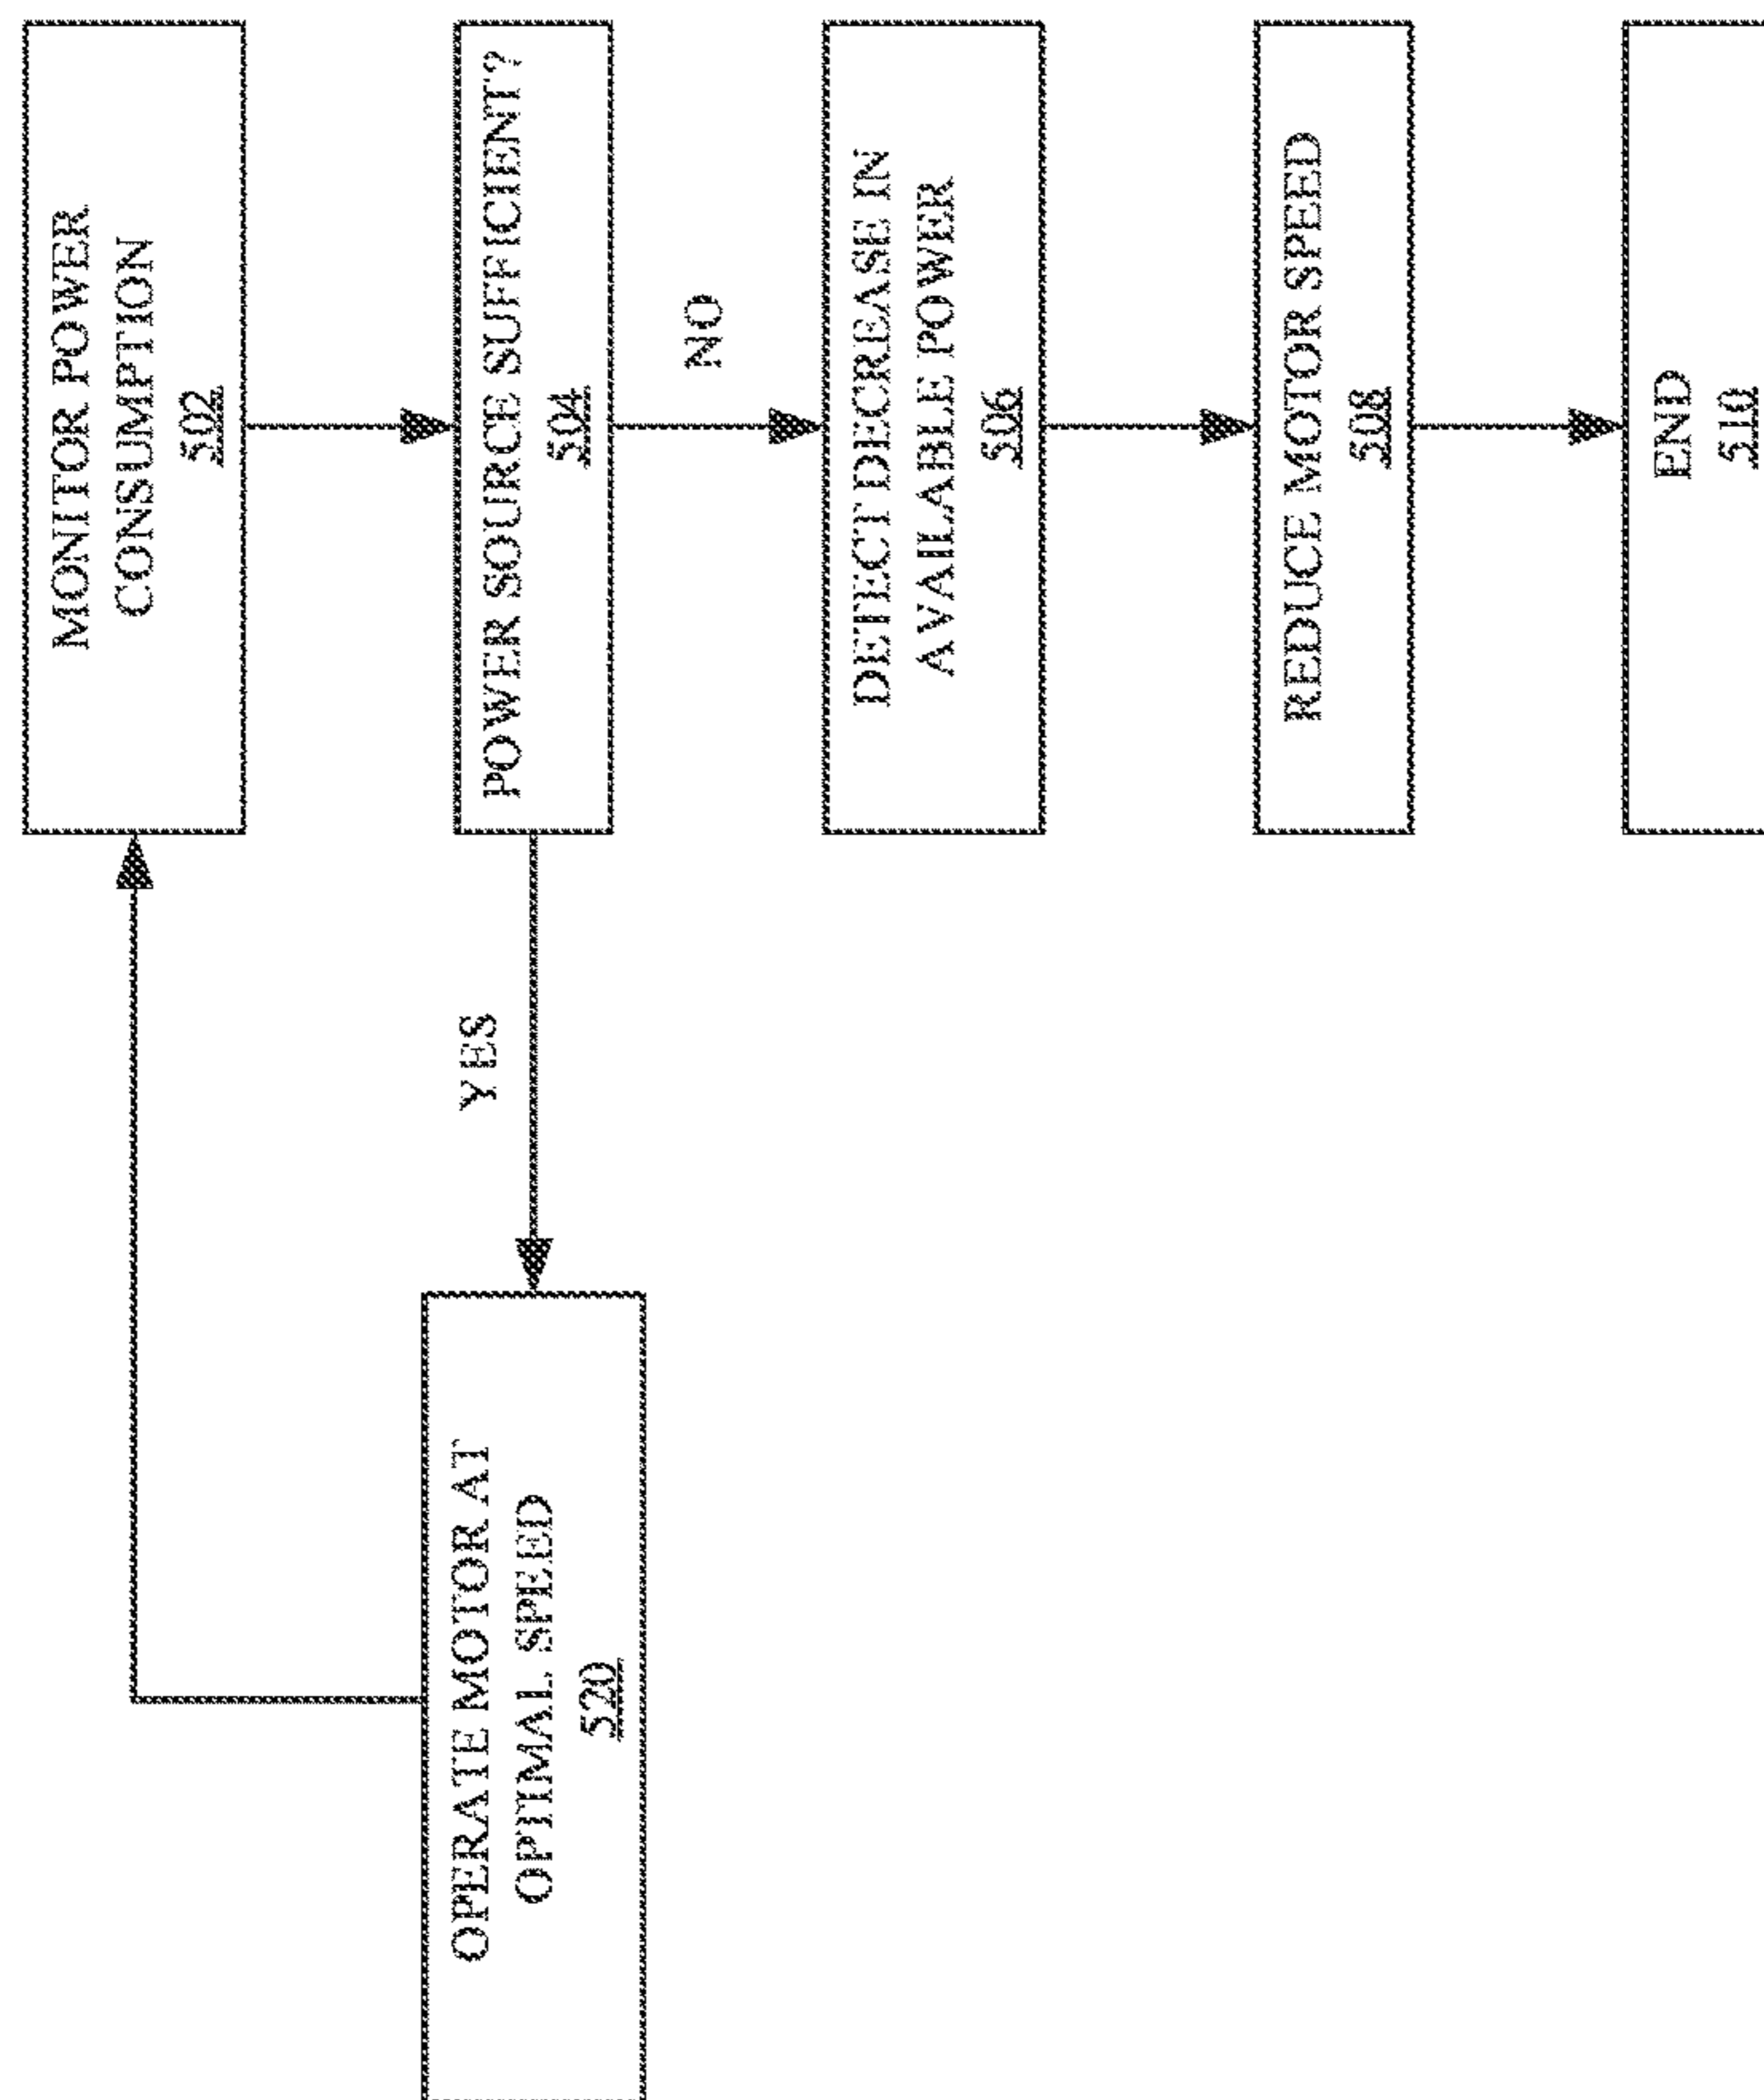 MONITOR POWER
CONSUMPTION
502
POWER SOURCE SUFFICIENT?
504
YES
NO
OPERATE MOTOR AT
OPTIMAL SPEED
520
DETECT DECREASE IN
AVAILABLE POWER
506
REDUCE MOTOR SPEED
508
END
510